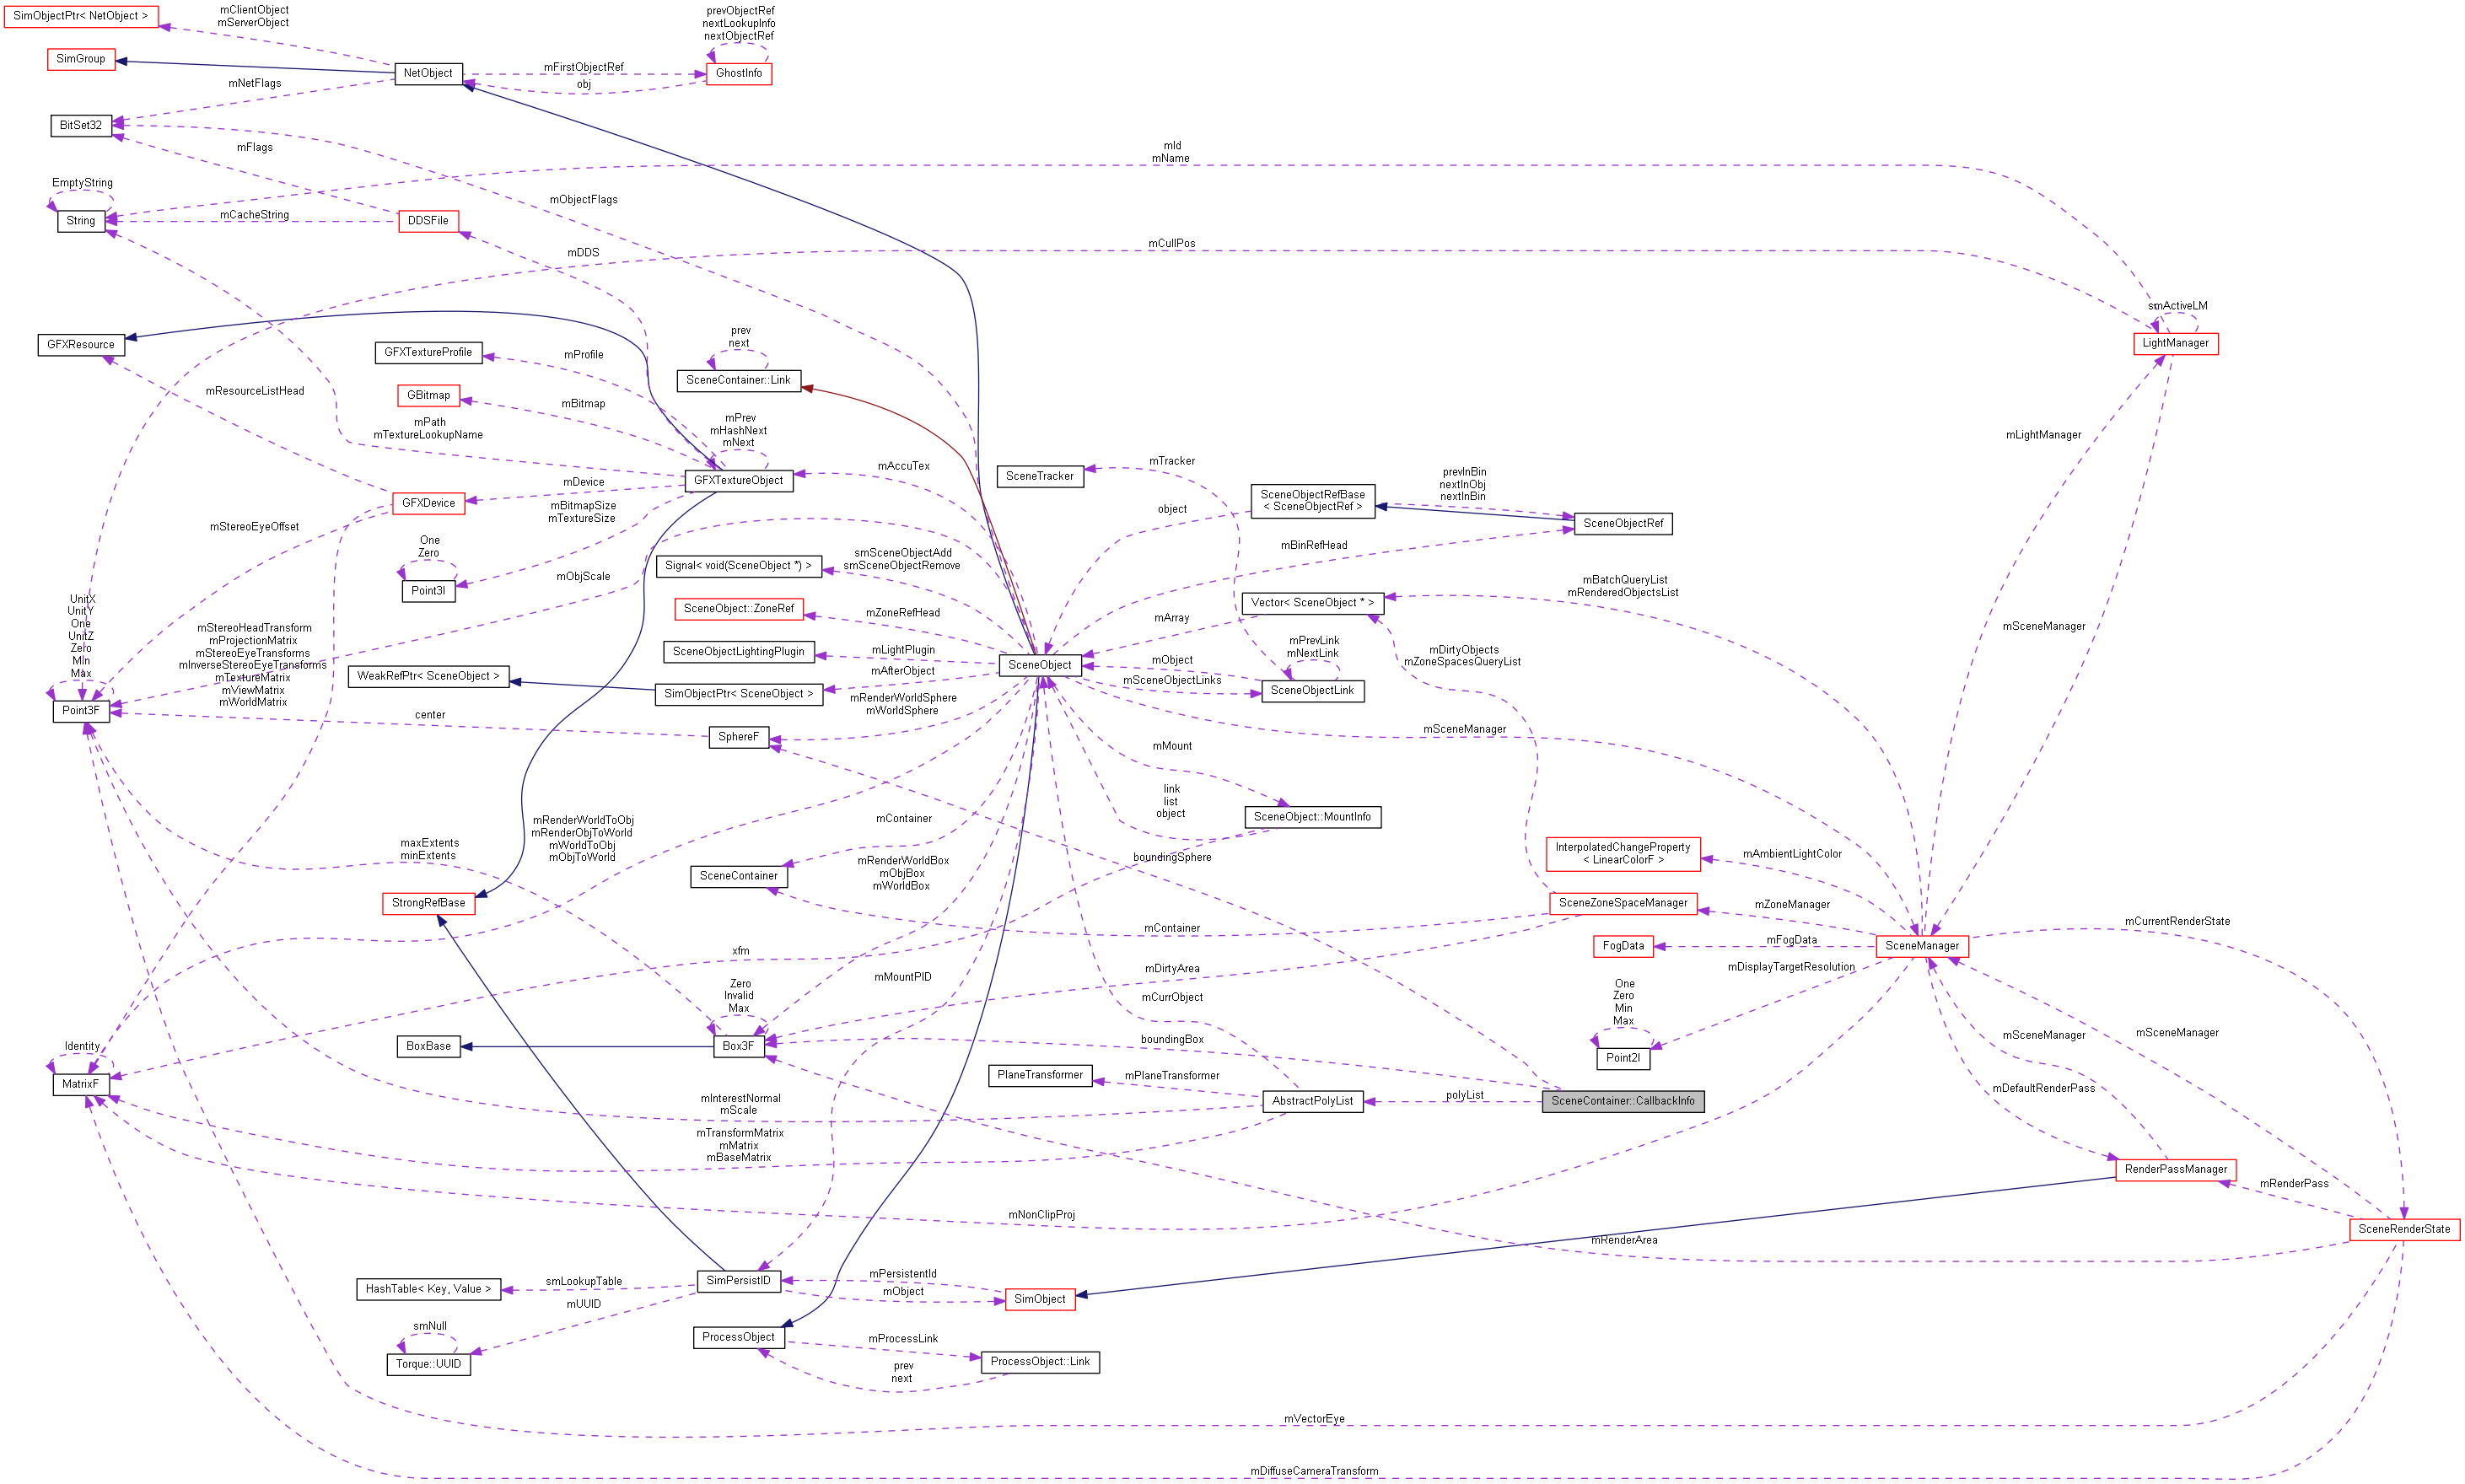 SimObjectPtr< NetObject >
mClientObject
mServerObject
prevObjectRef
nextLookupInfo
nextObjectRef
SimGroup
NetObject
mFirstObjectRef
GhostInfo
obj
mNetFlags
BitSet32
mFlags
mId
mName
EmptyString
String
mCacheString
DDSFile
mObjectFlags
mCullPos
mDDS
smActiveLM
LightManager
GFXResource
GFXTextureProfile
mProfile
prev
next
SceneContainer::Link
mResourceListHead
GBitmap
mBitmap
mPath
mTextureLookupName
mPrev
mHashNext
mNext
mLightManager
GFXTextureObject
mAccuTex
SceneTracker
mTracker
prevInBin
nextInObj
nextInBin
SceneObjectRefBase
< SceneObjectRef >
SceneObjectRef
mDevice
GFXDevice
mBitmapSize
mTextureSize
object
mStereoEyeOffset
One
Zero
Point3I
mBinRefHead
smSceneObjectAdd
smSceneObjectRemove
Signal< void(SceneObject *) >
mObjScale
mBatchQueryList
mRenderedObjectsList
Vector< SceneObject * >
SceneObject::ZoneRef
mZoneRefHead
mArray
mSceneManager
UnitX
UnitY
One
UnitZ
Zero
Min
Max
Point3F
mStereoHeadTransform
mProjectionMatrix
mStereoEyeTransforms
mInverseStereoEyeTransforms
mTextureMatrix
mViewMatrix
mWorldMatrix
SceneObjectLightingPlugin
mLightPlugin
SceneObject
mObject
mPrevLink
mNextLink
mDirtyObjects
mZoneSpacesQueryList
WeakRefPtr< SceneObject >
SimObjectPtr< SceneObject >
mAfterObject
mSceneObjectLinks
SceneObjectLink
mRenderWorldSphere
mWorldSphere
center
SphereF
mSceneManager
mMount
link
list
object
SceneObject::MountInfo
mRenderWorldToObj
mRenderObjToWorld
mWorldToObj
mObjToWorld
maxExtents
minExtents
mContainer
boundingSphere
InterpolatedChangeProperty
< LinearColorF >
mAmbientLightColor
SceneContainer
mRenderWorldBox
mObjBox
mWorldBox
StrongRefBase
SceneZoneSpaceManager
mZoneManager
mCurrentRenderState
mContainer
xfm
FogData
mFogData
SceneManager
mDirtyArea
mDisplayTargetResolution
mMountPID
Zero
Invalid
Max
mCurrObject
One
Zero
Min
Max
Point2I
mSceneManager
mSceneManager
Identity
MatrixF
BoxBase
Box3F
boundingBox
PlaneTransformer
mPlaneTransformer
AbstractPolyList
polyList
SceneContainer::CallbackInfo
mDefaultRenderPass
mInterestNormal
mScale
mTransformMatrix
mMatrix
mBaseMatrix
RenderPassManager
mRenderPass
mNonClipProj
mRenderArea
SceneRenderState
HashTable< Key, Value >
smLookupTable
SimPersistID
mPersistentId
mObject
SimObject
mUUID
smNull
Torque::UUID
ProcessObject
mProcessLink
ProcessObject::Link
prev
next
mVectorEye
mDiffuseCameraTransform